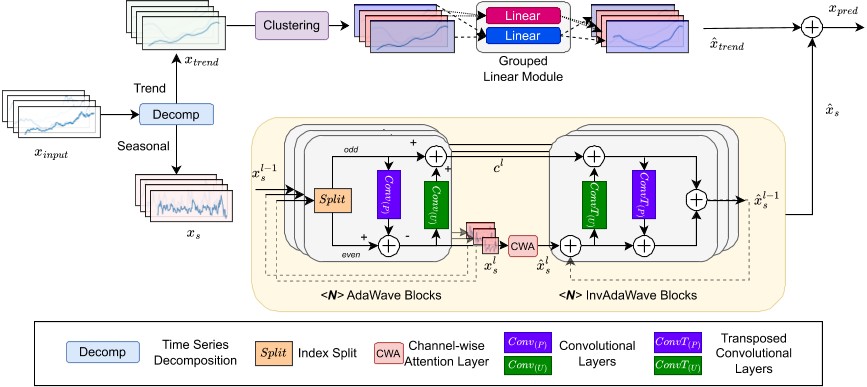 x_pred
Clustering
Linear
Linear
x_trend
x̂_trend
Grouped
Linear Module
Trend
Decomp
x̂_s
x_input
Seasonal
odd
+
+
x_s^{l-1}
c^l
Split
Conv_(P)
Conv_(U)
ConvT_(U)
ConvT_(P)
x̂_s^{l-1}
x_s
+
-
even
CWA
x_s^l
x̂_s^l
<N> AdaWave Blocks
<N> InvAdaWave Blocks
Decomp
Time Series
Decomposition
Split
Index Split
CWA
Channel-wise
Attention Layer
Conv_(P)
Conv_(U)
Convolutional
Layers
ConvT_(P)
ConvT_(U)
Transposed
Convolutional
Layers